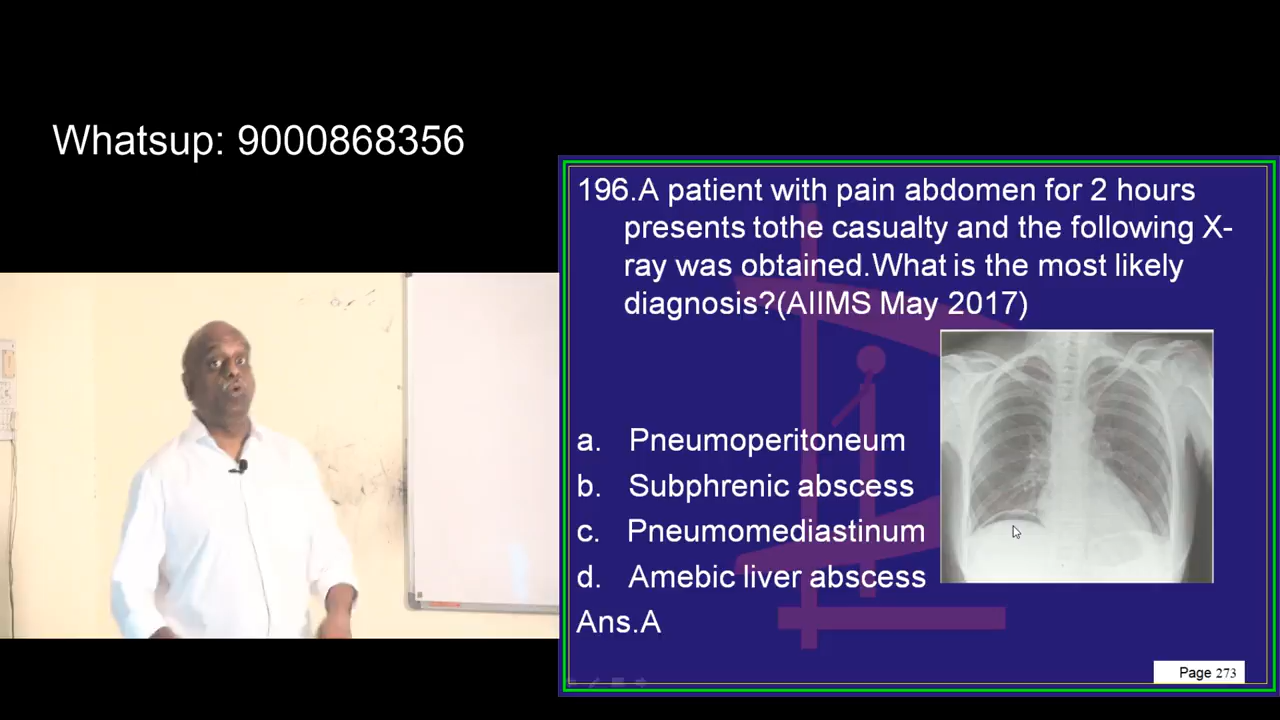 Whatsup: 9000868356
196.A patient with pain abdomen for 2 hours
presents tothe casualty and the following X-
ray was obtained.What is the most likely
diagnosis?(AIIMS May 2017)
a. Pneumoperitoneum
b. Subphrenic abscess
c. Pneumomediastinum
d. Amebic liver abscess
Ans.A
Page 273